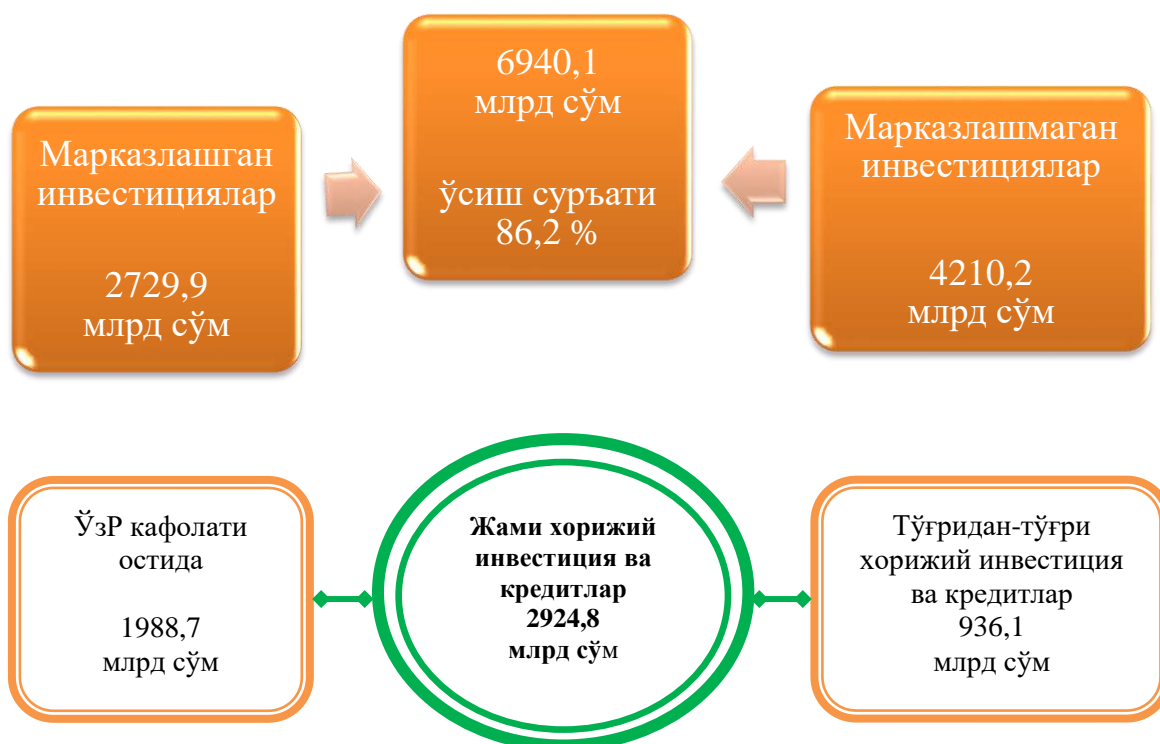 Марказлашган
инвестициялар
2729,9
млрд сўм
6940,1
млрд сўм
ўсиш суръати
86,2 %
Марказлашмаган
инвестициялар
4210,2
млрд сўм
ЎзР кафолати
остида
1988,7
млрд сўм
Жами хорижий
инвестиция ва
кредитлар
2924,8
млрд сўм
Тўғридан-тўғри
хорижий инвестиция
ва кредитлар
936,1
млрд сўм